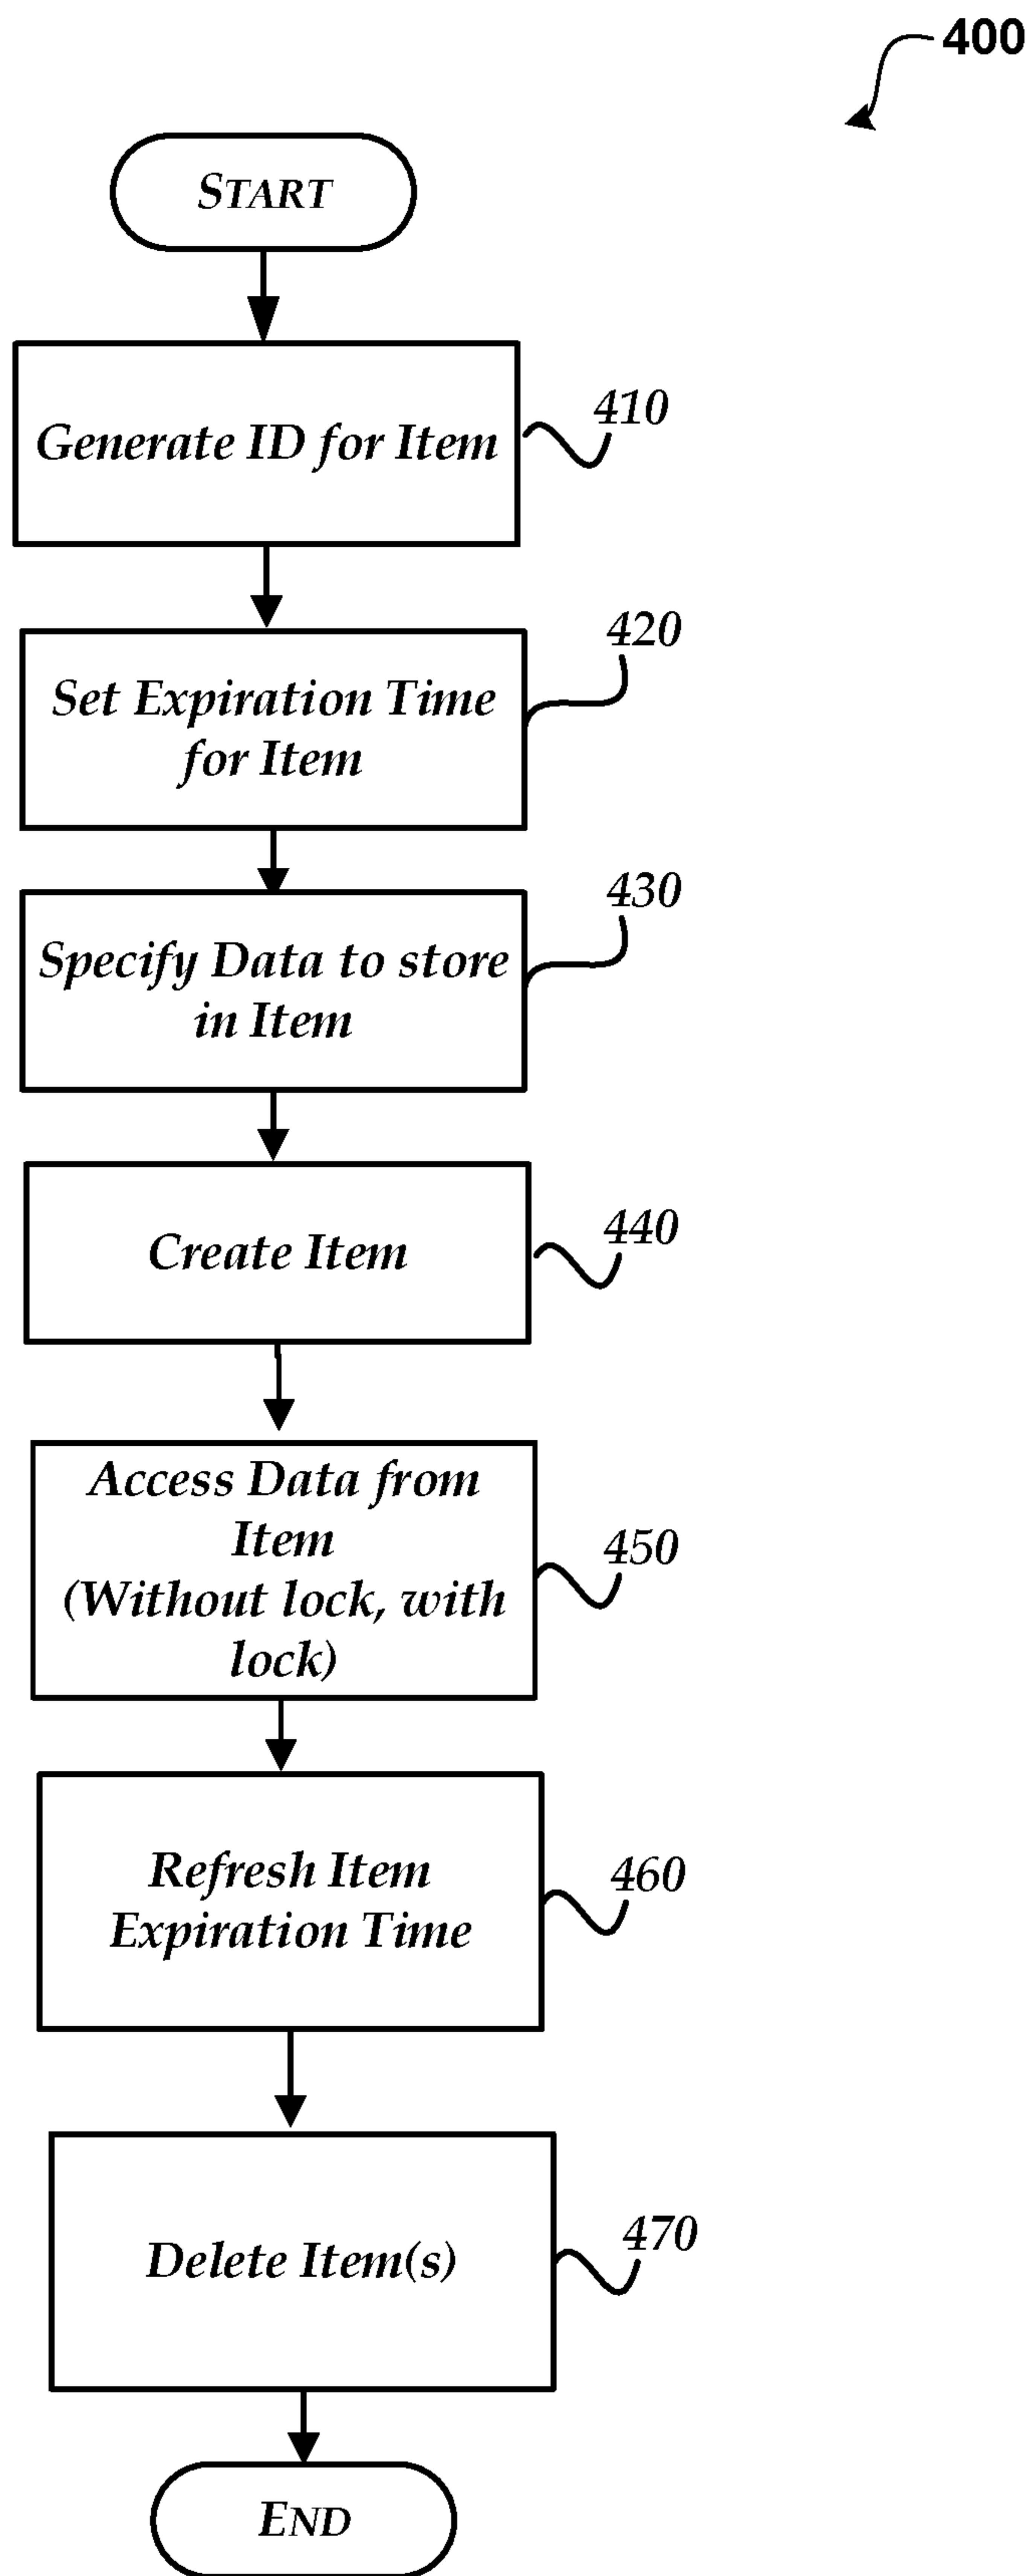 400
START
Generate ID for Item
410
Set Expiration Time
for Item
420
Specify Data to store
in Item
430
Create Item
440
Access Data from
Item
(Without lock, with
lock)
450
Refresh Item
Expiration Time
460
Delete Item(s)
470
END